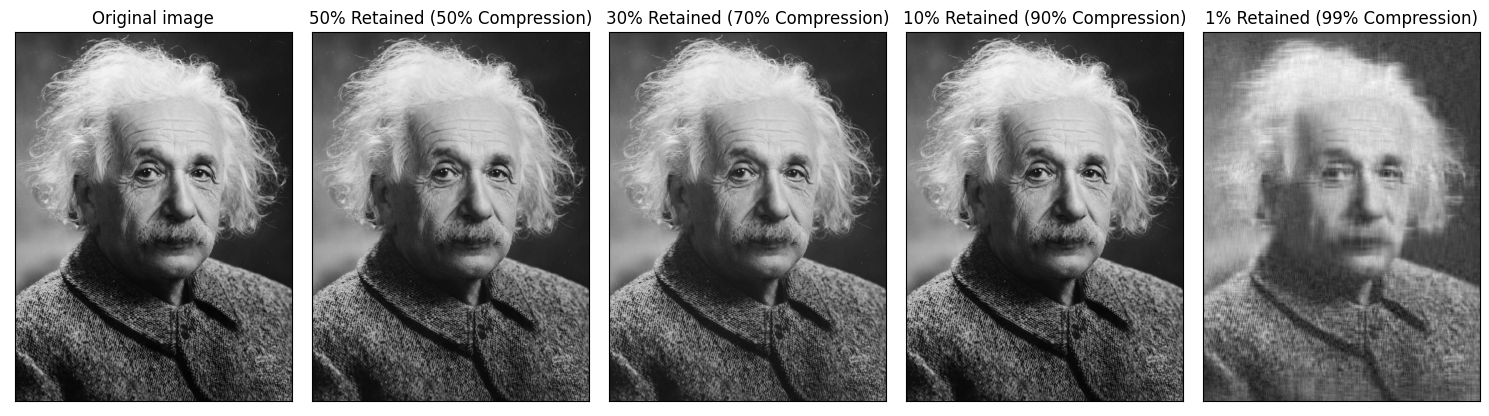 Original image
50% Retained (50% Compression)
30% Retained (70% Compression)
10% Retained (90% Compression)
1% Retained (99% Compression)